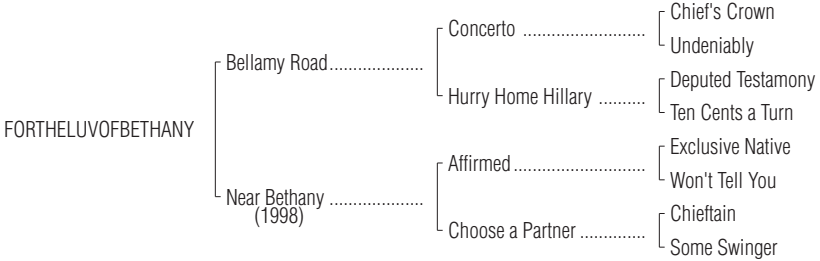 Chief's Crown
Concerto ..........................
Undeniably
Bellamy Road....................
Deputed Testamony
Hurry Home Hillary ..........
Ten Cents a Turn
FORTHELUVOFBETHANY
Exclusive Native
Affirmed ............................
Won't Tell You
Near Bethany ....................
(1998)
Chieftain
Choose a Partner ..............
Some Swinger